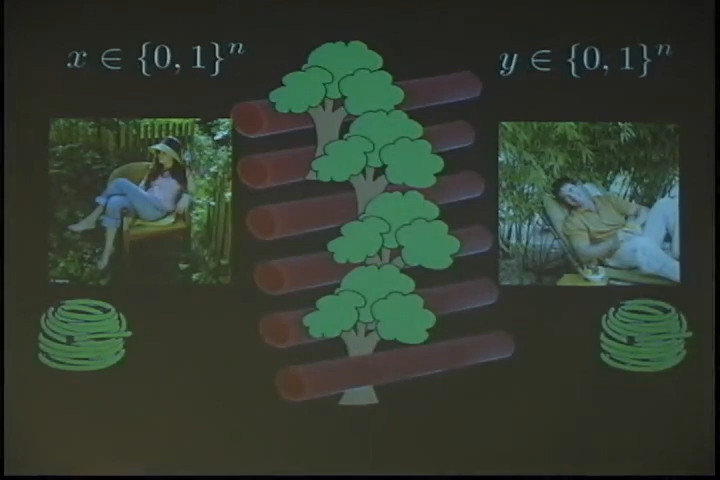 x ∈ {0, 1}ⁿ
y ∈ {0, 1}ⁿ